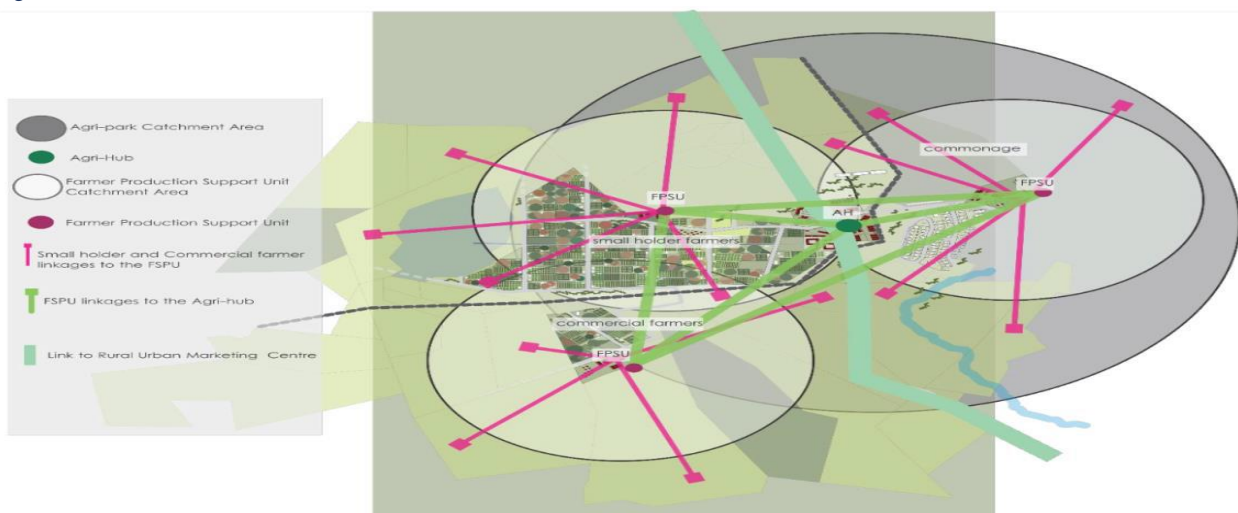 Agri-park Catchment Area
Agri-Hub
Farmer Production Support Unit
Catchment Area
Farmer Production Support Unit
Small holder and Commercial farmer
linkages to the FSPU
FSPU linkages to the Agri-hub
Link to Rural Urban Marketing Centre
commonage
FPSU
FPSU
AH
small holder farmers
commercial farmers
FPSU